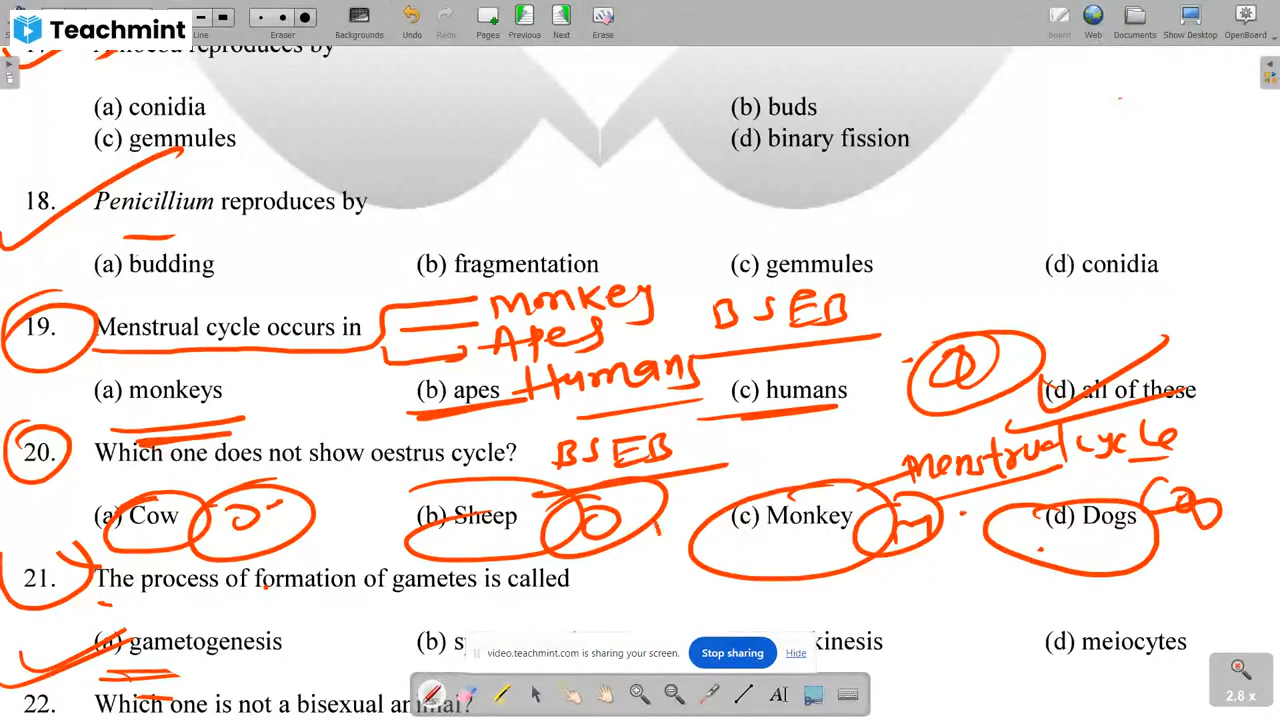 Teachmint
Line
Eraser
Backgrounds
Undo
Redo
Pages
Previous
Next
Erase
Board
Web
Documents
Show Desktop
OpenBoard
reproduces by
(a) conidia (b) buds
(c) gemmules (d) binary fission
18. Penicillium reproduces by
(a) budding (b) fragmentation (c) gemmules (d) conidia
Monkey BSEB
19. Menstrual cycle occurs in
Apes
Humans
(a) monkeys (b) apes (c) humans (d) all of these
20. Which one does not show oestrus cycle? BSEB menstrual cycle
(a) Cow O (b) Sheep O (c) Monkey M (d) Dogs
21. The process of formation of gametes is called
(a) gametogenesis (b) kinesis (d) meiocytes
video.teachmint.com is sharing your screen. Stop sharing Hide
22. Which one is not a bisexual animal?
2.8 x